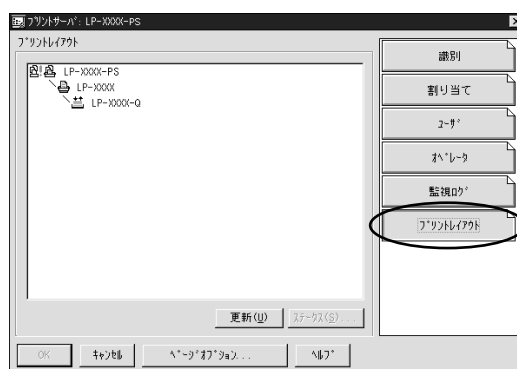 ﾌﾟﾘﾝﾄｻｰﾊﾞ: LP-XXXX-PS
ﾌﾟﾘﾝﾄﾚｲｱｳﾄ
LP-XXXX-PS
LP-XXXX
LP-XXXX-Q
更新(U)
ｽﾃｰﾀｽ(S)...
識別
割り当て
ﾕｰｻﾞ
ｵﾍﾟﾚｰﾀ
監視ﾛｸﾞ
ﾌﾟﾘﾝﾄﾚｲｱｳﾄ
OK
ｷｬﾝｾﾙ
ﾍﾟｰｼﾞｵﾌﾟｼｮﾝ...
ﾍﾙﾌﾟ